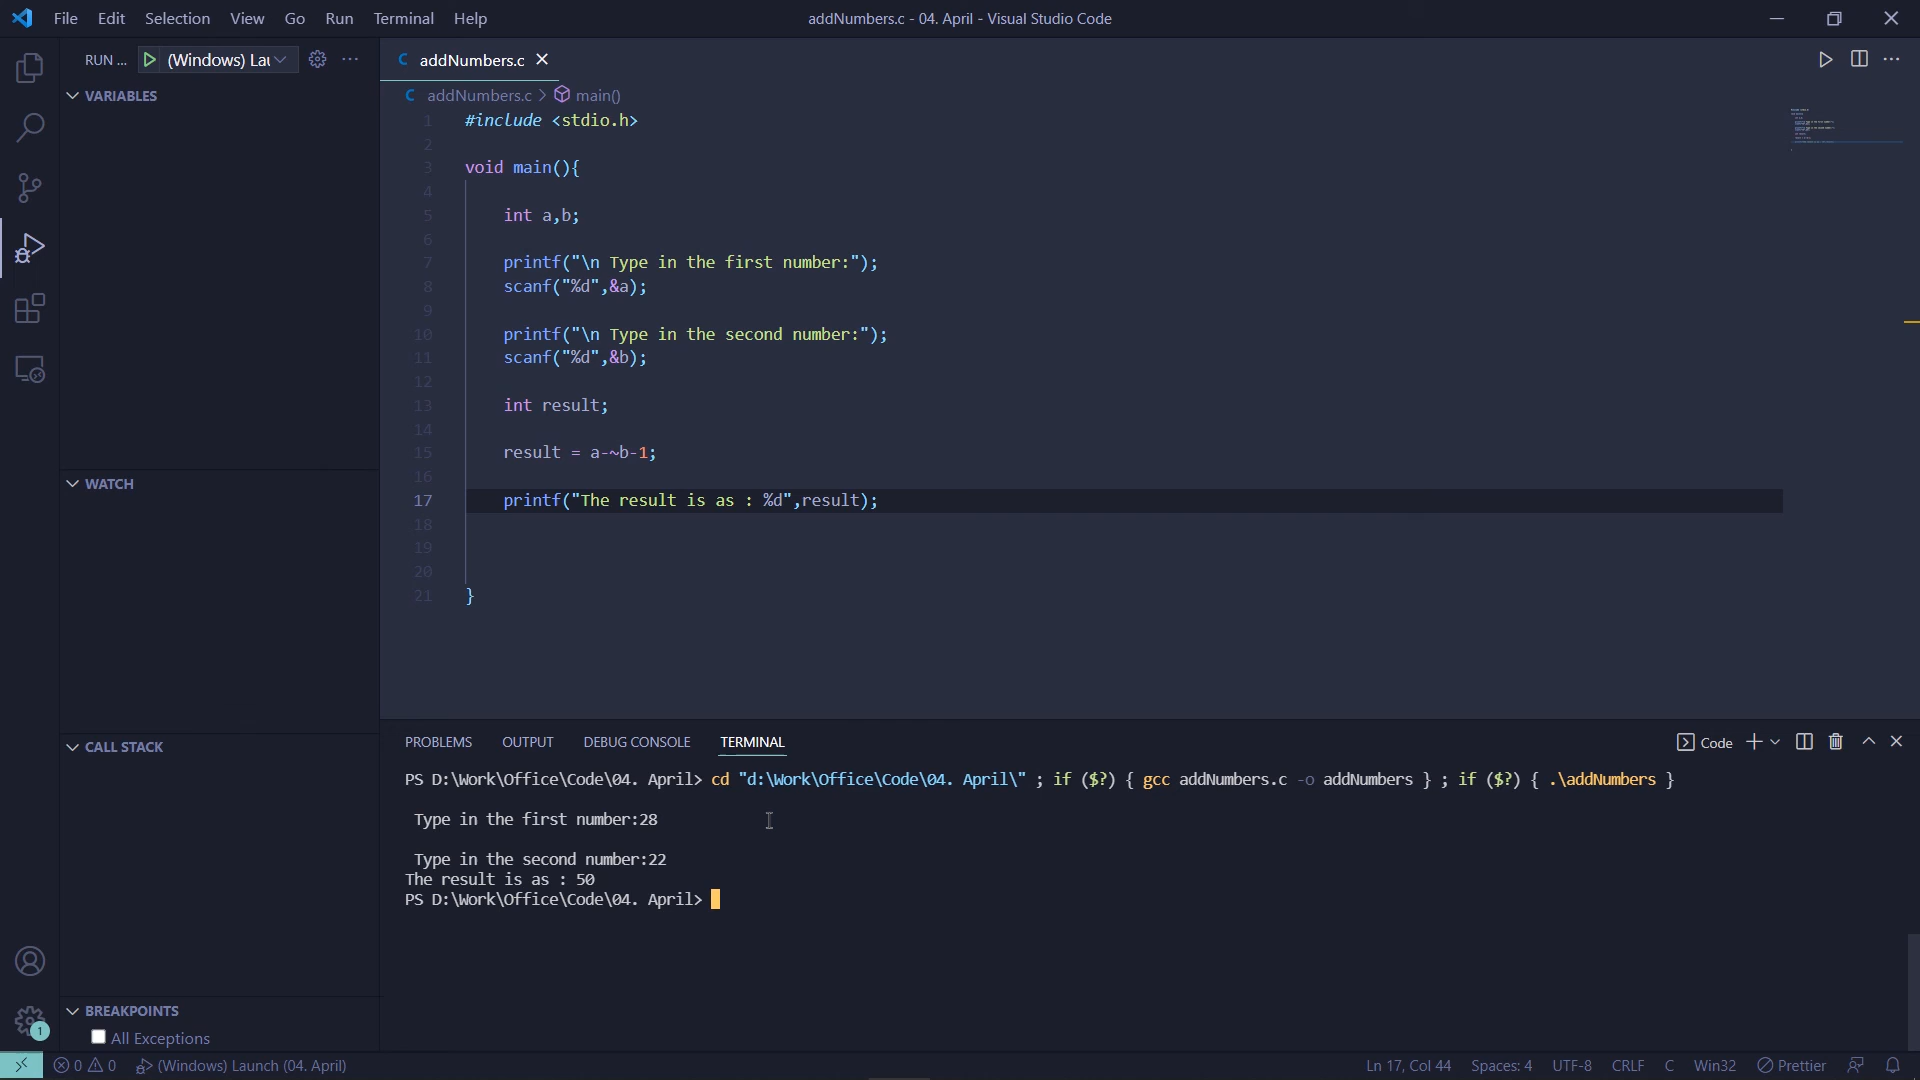 File Edit Selection View Go Run Terminal Help
addNumbers.c - 04. April - Visual Studio Code
RUN ... (Windows) Lau
addNumbers.c
VARIABLES
addNumbers.c > main()
1 #include <stdio.h>
2
3 void main(){
4
5 int a,b;
6
7 printf("\n Type in the first number:");
8 scanf("%d",&a);
9
10 printf("\n Type in the second number:");
11 scanf("%d",&b);
12
13 int result;
14
15 result = a-~b-1;
16
17 printf("The result is as : %d",result);
18
19
20
21 }
WATCH
CALL STACK
BREAKPOINTS
All Exceptions
PROBLEMS OUTPUT DEBUG CONSOLE TERMINAL
Code
PS D:\Work\Office\Code\04. April> cd "d:\Work\Office\Code\04. April\" ; if ($?) { gcc addNumbers.c -o addNumbers } ; if ($?) { .\addNumbers }
Type in the first number:28
Type in the second number:22
The result is as : 50
PS D:\Work\Office\Code\04. April>
1
0 0 (Windows) Launch (04. April)
Ln 17, Col 44 Spaces: 4 UTF-8 CRLF C Win32 Prettier